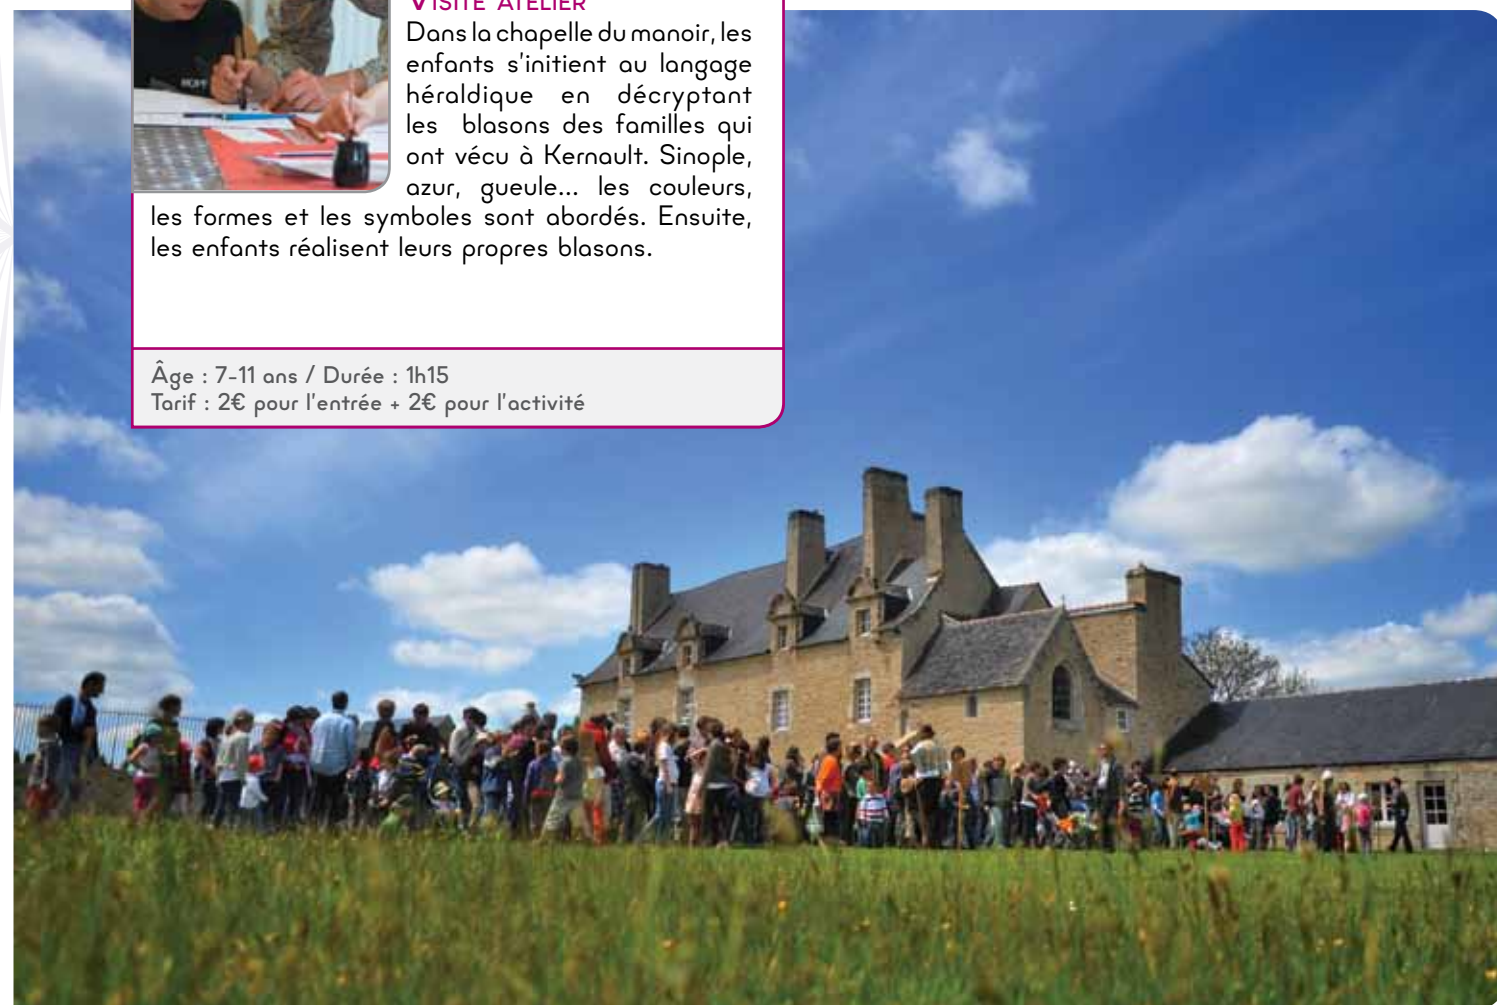 VISITE ATELIER
Dans la chapelle du manoir, les
enfants s'initient au langage
héraldique en décryptant
les blasons des familles qui
ont vécu à Kernault. Sinople,
azur, gueule... les couleurs,
les formes et les symboles sont abordés. Ensuite,
les enfants réalisent leurs propres blasons.
Âge : 7-11 ans / Durée : 1h15
Tarif : 2€ pour l'entrée + 2€ pour l'activité